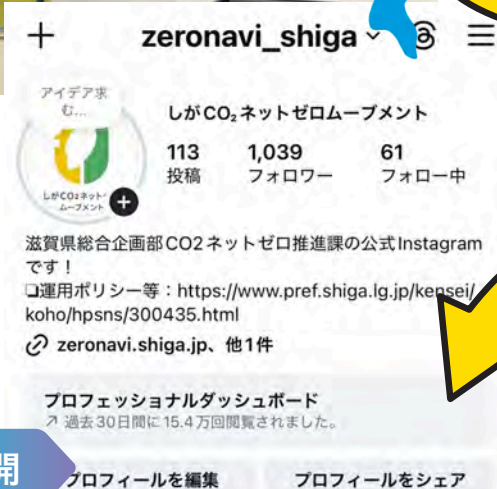 zeronavi_shiga
アイデア求
む...
しがCO₂ネットゼロムーブメント
113
1,039
61
投稿
フォロワー
フォロー中
しがCO2ネットゼロ
ムーブメント
滋賀県総合企画部CO2ネットゼロ推進課の公式Instagram
です！
❏運用ポリシー等：https://www.pref.shiga.lg.jp/kensei/
koho/hpsns/300435.html
zeronavi.shiga.jp、他1件
プロフェッショナルダッシュボード
過去30日間に15.4万回閲覧されました。
開
プロフィールを編集
プロフィールをシェア